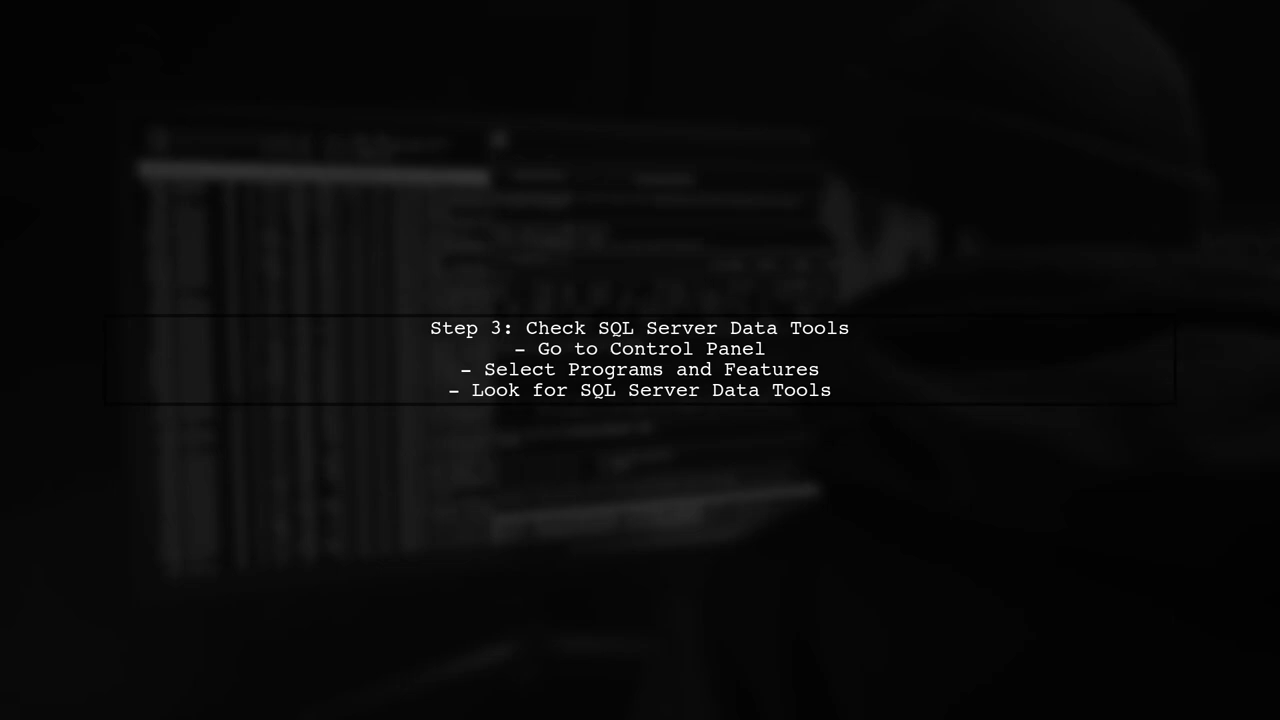 Step 3: Check SQL Server Data Tools
– Go to Control Panel
– Select Programs and Features
– Look for SQL Server Data Tools